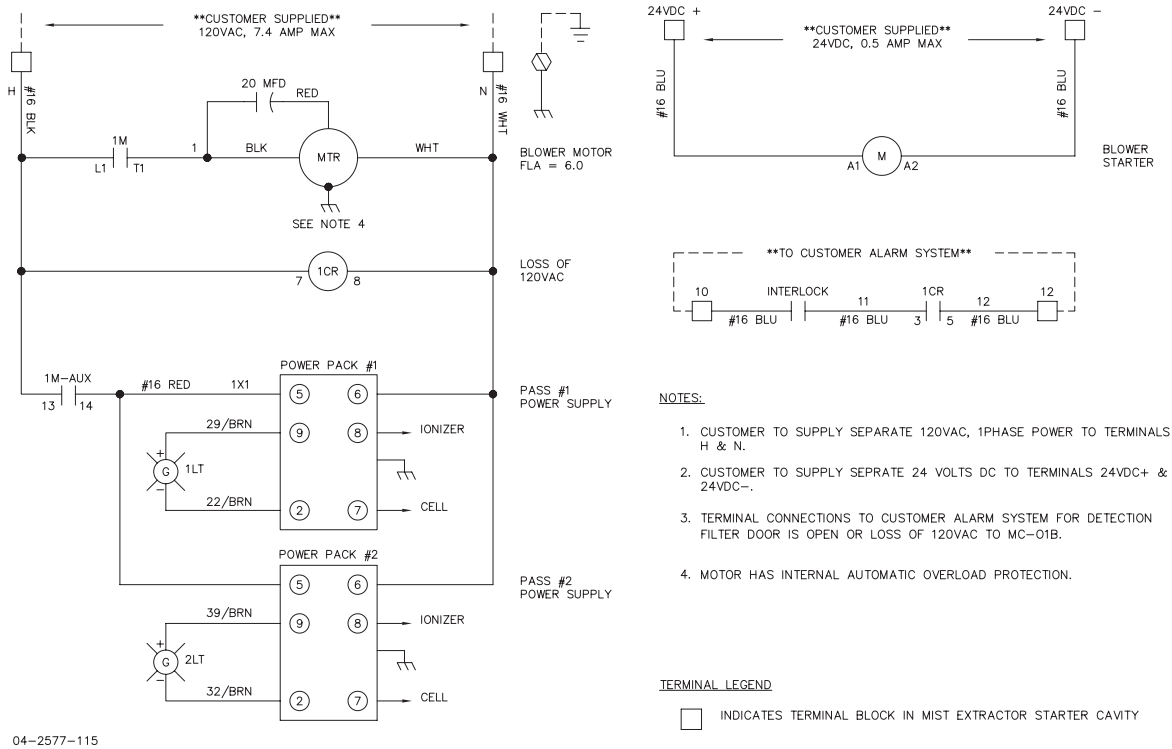 **CUSTOMER SUPPLIED**
120VAC, 7.4 AMP MAX
H
#16 BLK
N
#16 WHT
20 MFD
RED
1M
L1
T1
1
BLK
MTR
WHT
BLOWER MOTOR
FLA = 6.0
SEE NOTE 4
7
1CR
8
LOSS OF
120VAC
1M-AUX
13
14
#16 RED
1X1
POWER PACK #1
5
6
PASS #1
POWER SUPPLY
29/BRN
9
8
IONIZER
+
G
1LT
−
22/BRN
2
7
CELL
POWER PACK #2
5
6
PASS #2
POWER SUPPLY
39/BRN
9
8
IONIZER
+
G
2LT
−
32/BRN
2
7
CELL
04-2577-115
24VDC +
24VDC −
**CUSTOMER SUPPLIED**
24VDC, 0.5 AMP MAX
#16 BLU
#16 BLU
A1
M
A2
BLOWER
STARTER
**TO CUSTOMER ALARM SYSTEM**
10
INTERLOCK
11
1CR
12
12
#16 BLU
#16 BLU
3
5
#16 BLU
NOTES:
1. CUSTOMER TO SUPPLY SEPARATE 120VAC, 1PHASE POWER TO TERMINALS
H & N.
2. CUSTOMER TO SUPPLY SEPRATE 24 VOLTS DC TO TERMINALS 24VDC+ &
24VDC−.
3. TERMINAL CONNECTIONS TO CUSTOMER ALARM SYSTEM FOR DETECTION
FILTER DOOR IS OPEN OR LOSS OF 120VAC TO MC-01B.
4. MOTOR HAS INTERNAL AUTOMATIC OVERLOAD PROTECTION.
TERMINAL LEGEND
INDICATES TERMINAL BLOCK IN MIST EXTRACTOR STARTER CAVITY